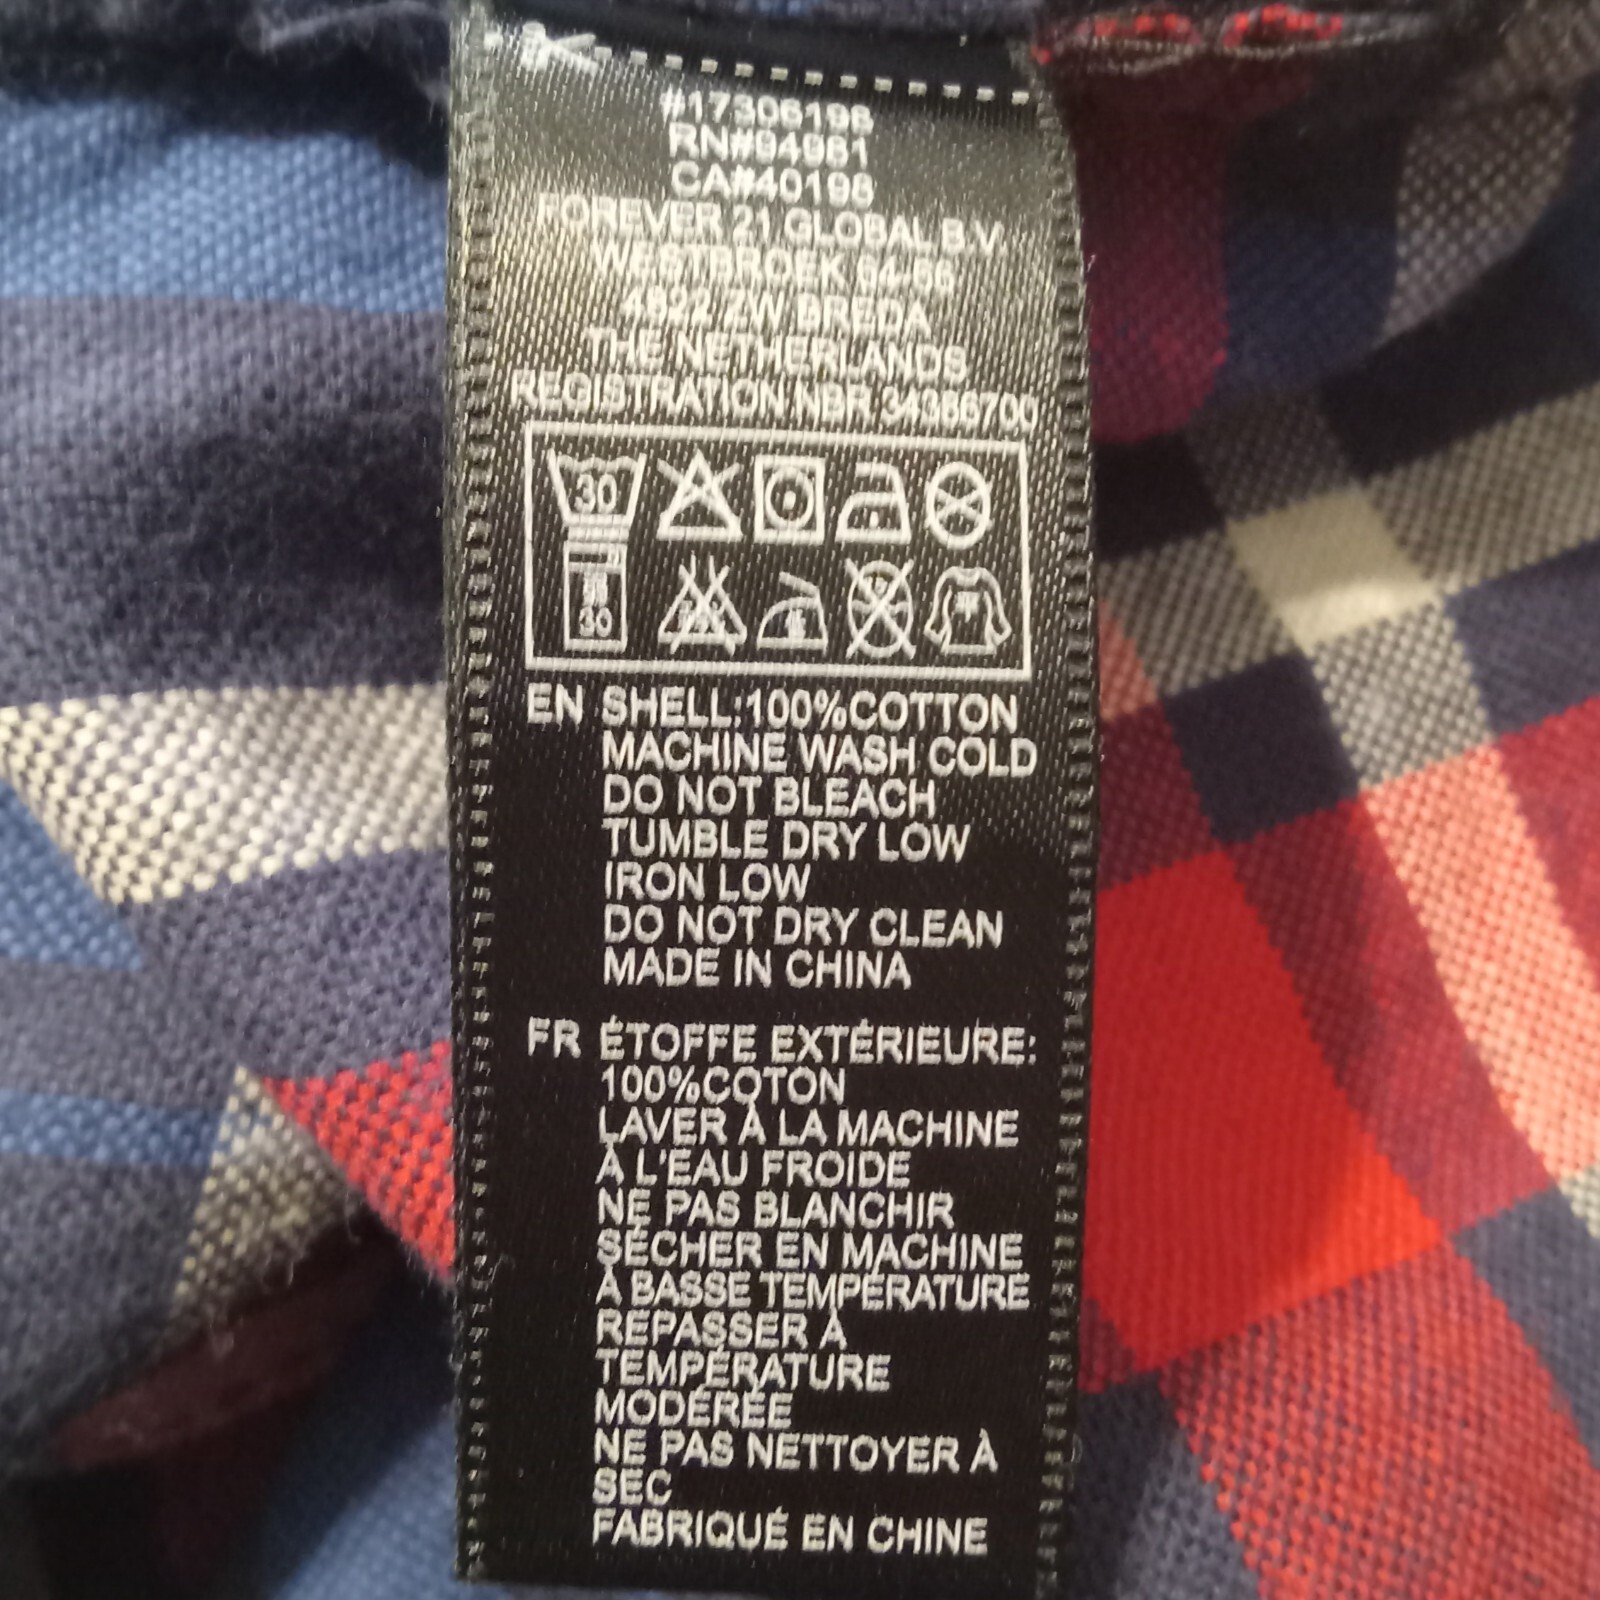 #17306198
RN#94981
CA#40198
FOREVER 21 GLOBAL B.V.
WESTBROEK 64-66
4822 ZW BREDA
THE NETHERLANDS
REGISTRATION NBR 34366700
30
30
EN SHELL:100%COTTON
MACHINE WASH COLD
DO NOT BLEACH
TUMBLE DRY LOW
IRON LOW
DO NOT DRY CLEAN
MADE IN CHINA
FR ÉTOFFE EXTÉRIEURE:
100%COTON
LAVER À LA MACHINE
À L'EAU FROIDE
NE PAS BLANCHIR
SÉCHER EN MACHINE
À BASSE TEMPÉRATURE
REPASSER À
TEMPÉRATURE
MODÉRÉE
NE PAS NETTOYER À
SEC
FABRIQUÉ EN CHINE